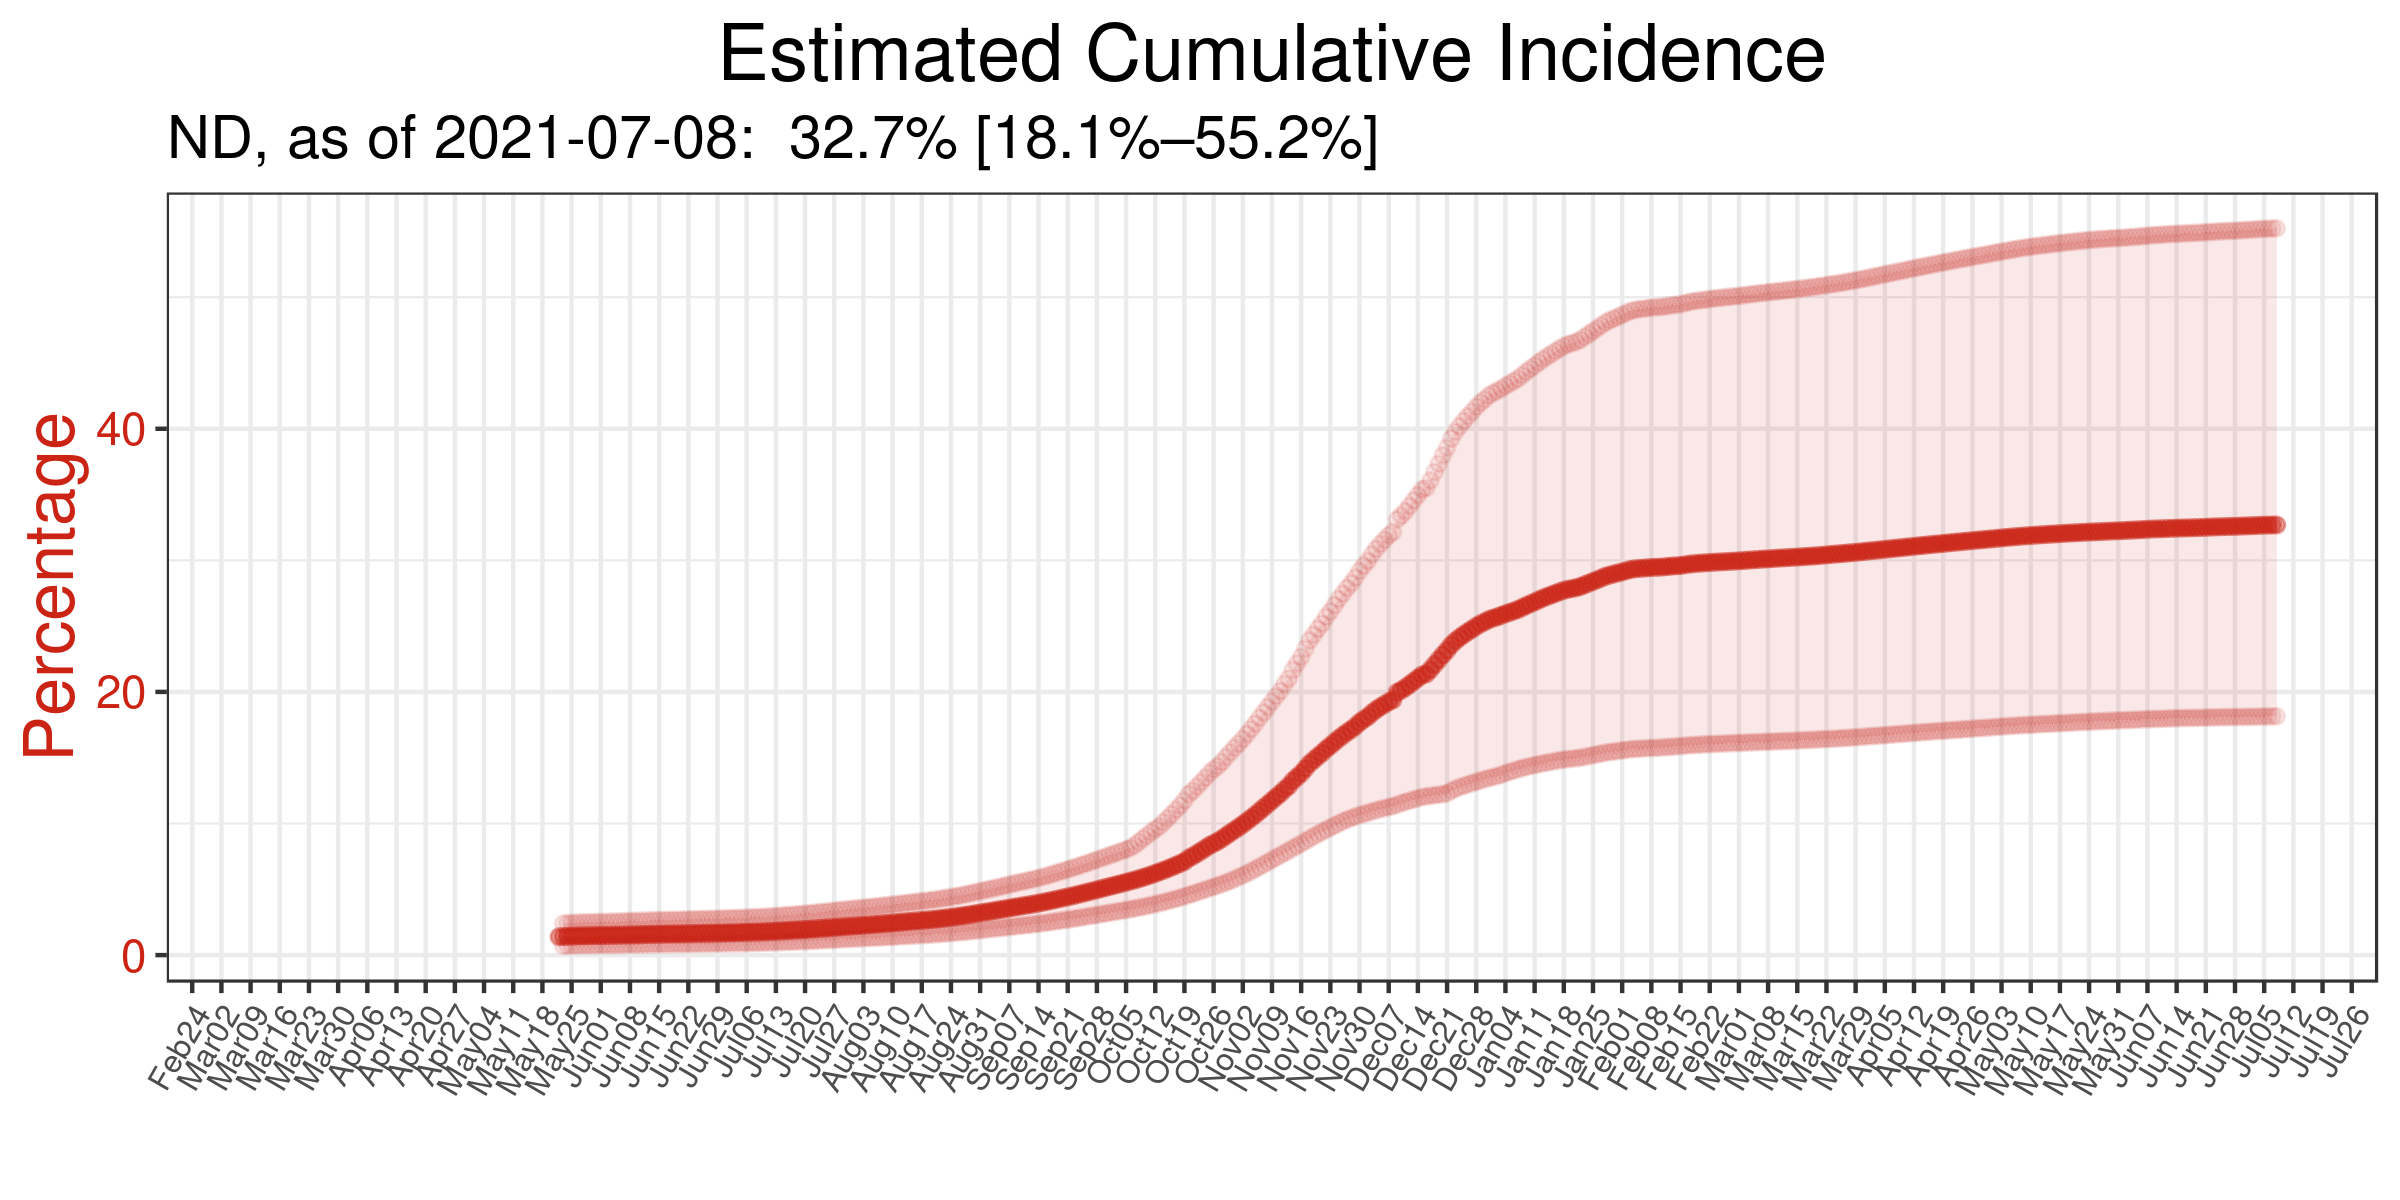 Estimated Cumulative Incidence
ND, as of 2021-07-08:  32.7% [18.1%–55.2%]
Percentage
40
20
0
Feb24
Mar02
Mar09
Mar16
Mar23
Mar30
Apr06
Apr13
Apr20
Apr27
May04
May11
May18
May25
Jun01
Jun08
Jun15
Jun22
Jun29
Jul06
Jul13
Jul20
Jul27
Aug03
Aug10
Aug17
Aug24
Aug31
Sep07
Sep14
Sep21
Sep28
Oct05
Oct12
Oct19
Oct26
Nov02
Nov09
Nov16
Nov23
Nov30
Dec07
Dec14
Dec21
Dec28
Jan04
Jan11
Jan18
Jan25
Feb01
Feb08
Feb15
Feb22
Mar01
Mar08
Mar15
Mar22
Mar29
Apr05
Apr12
Apr19
Apr26
May03
May10
May17
May24
May31
Jun07
Jun14
Jun21
Jun28
Jul05
Jul12
Jul19
Jul26